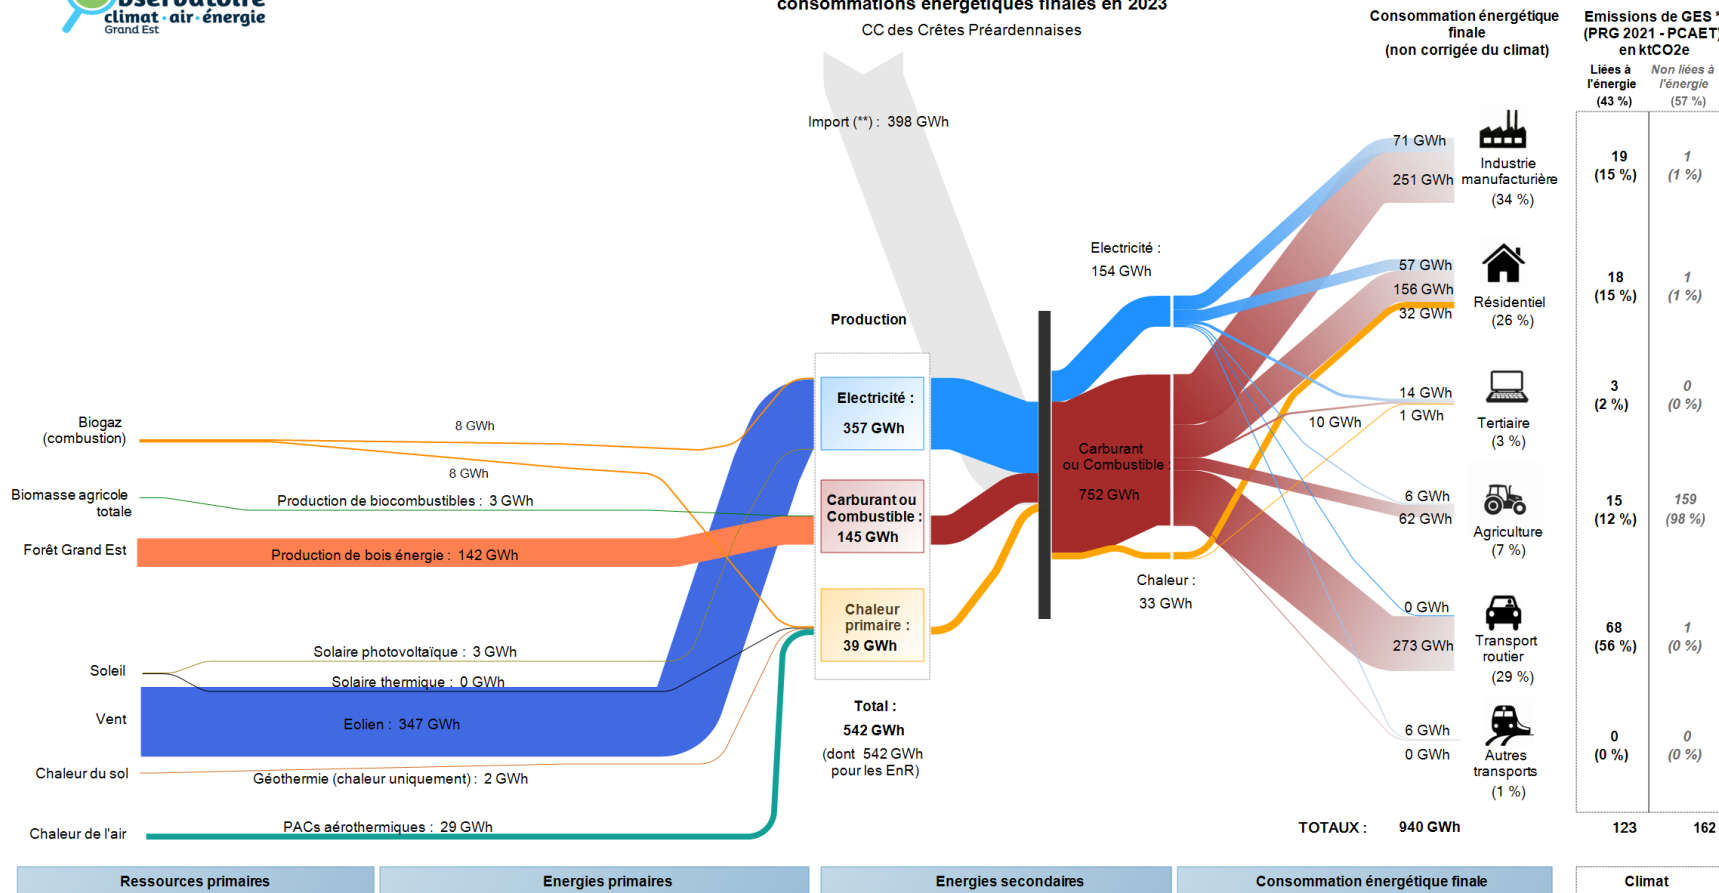 climat · air · énergie
Grand Est
consommations énergétiques finales en 2023
CC des Crêtes Préardennaises
Consommation énergétique
finale
(non corrigée du climat)
Emissions de GES *
(PRG 2021 - PCAET)
en ktCO2e
Liées à
l'énergie
(43 %)
Non liées à
l'énergie
(57 %)
Import (**) : 398 GWh
71 GWh
251 GWh
Industrie
manufacturière
(34 %)
19
(15 %)
1
(1 %)
Electricité :
154 GWh
57 GWh
156 GWh
32 GWh
Résidentiel
(26 %)
18
(15 %)
1
(1 %)
Production
Electricité :
357 GWh
14 GWh
1 GWh
10 GWh
Tertiaire
(3 %)
3
(2 %)
0
(0 %)
Biogaz
(combustion)
8 GWh
8 GWh
Carburant
ou Combustible :
752 GWh
Biomasse agricole
totale
Production de biocombustibles : 3 GWh
Carburant ou
Combustible :
145 GWh
6 GWh
62 GWh
Agriculture
(7 %)
15
(12 %)
159
(98 %)
Forêt Grand Est
Production de bois énergie : 142 GWh
Chaleur :
33 GWh
Chaleur
primaire :
39 GWh
0 GWh
273 GWh
Transport
routier
(29 %)
68
(56 %)
1
(0 %)
Soleil
Solaire photovoltaïque : 3 GWh
Solaire thermique : 0 GWh
Vent
Eolien : 347 GWh
Total :
542 GWh
(dont 542 GWh
pour les EnR)
6 GWh
0 GWh
Autres
transports
(1 %)
0
(0 %)
0
(0 %)
Chaleur du sol
Géothermie (chaleur uniquement) : 2 GWh
Chaleur de l'air
PACs aérothermiques : 29 GWh
TOTAUX : 940 GWh
123
162
Ressources primaires
Energies primaires
Energies secondaires
Consommation énergétique finale
Climat